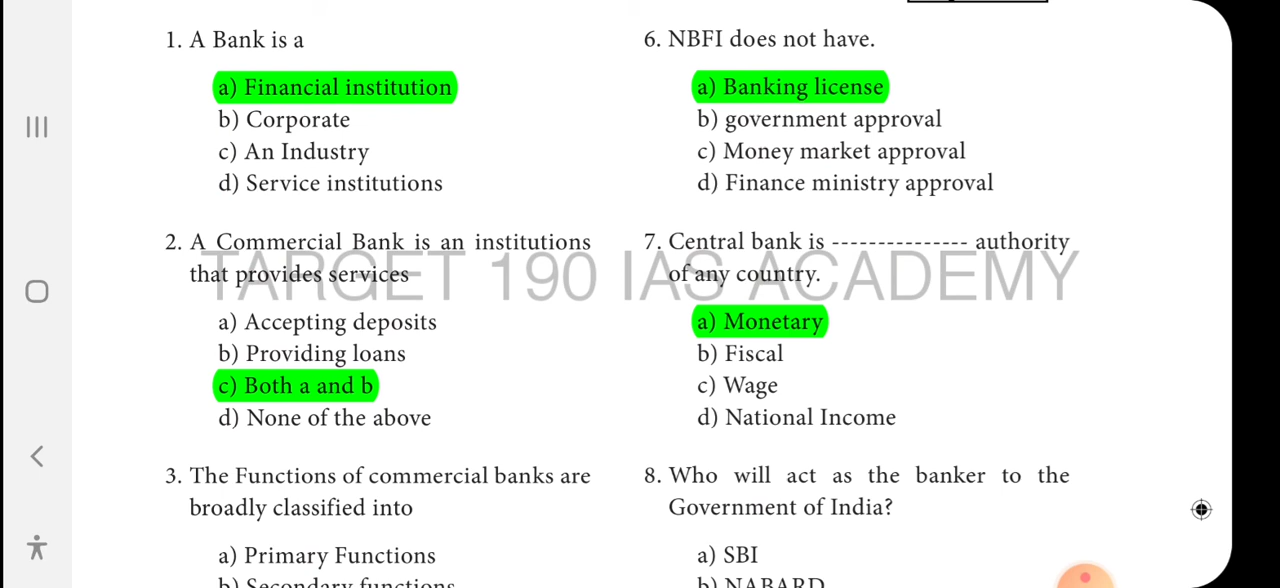 1. A Bank is a
a) Financial institution
b) Corporate
c) An Industry
d) Service institutions
2. A Commercial Bank is an institutions
that provides services
a) Accepting deposits
b) Providing loans
c) Both a and b
d) None of the above
3. The Functions of commercial banks are
broadly classified into
a) Primary Functions
b) Secondary functions
6. NBFI does not have.
a) Banking license
b) government approval
c) Money market approval
d) Finance ministry approval
7. Central bank is --------------- authority
of any country.
a) Monetary
b) Fiscal
c) Wage
d) National Income
8. Who will act as the banker to the
Government of India?
a) SBI
b) NABARD
TARGET 190 IAS ACADEMY